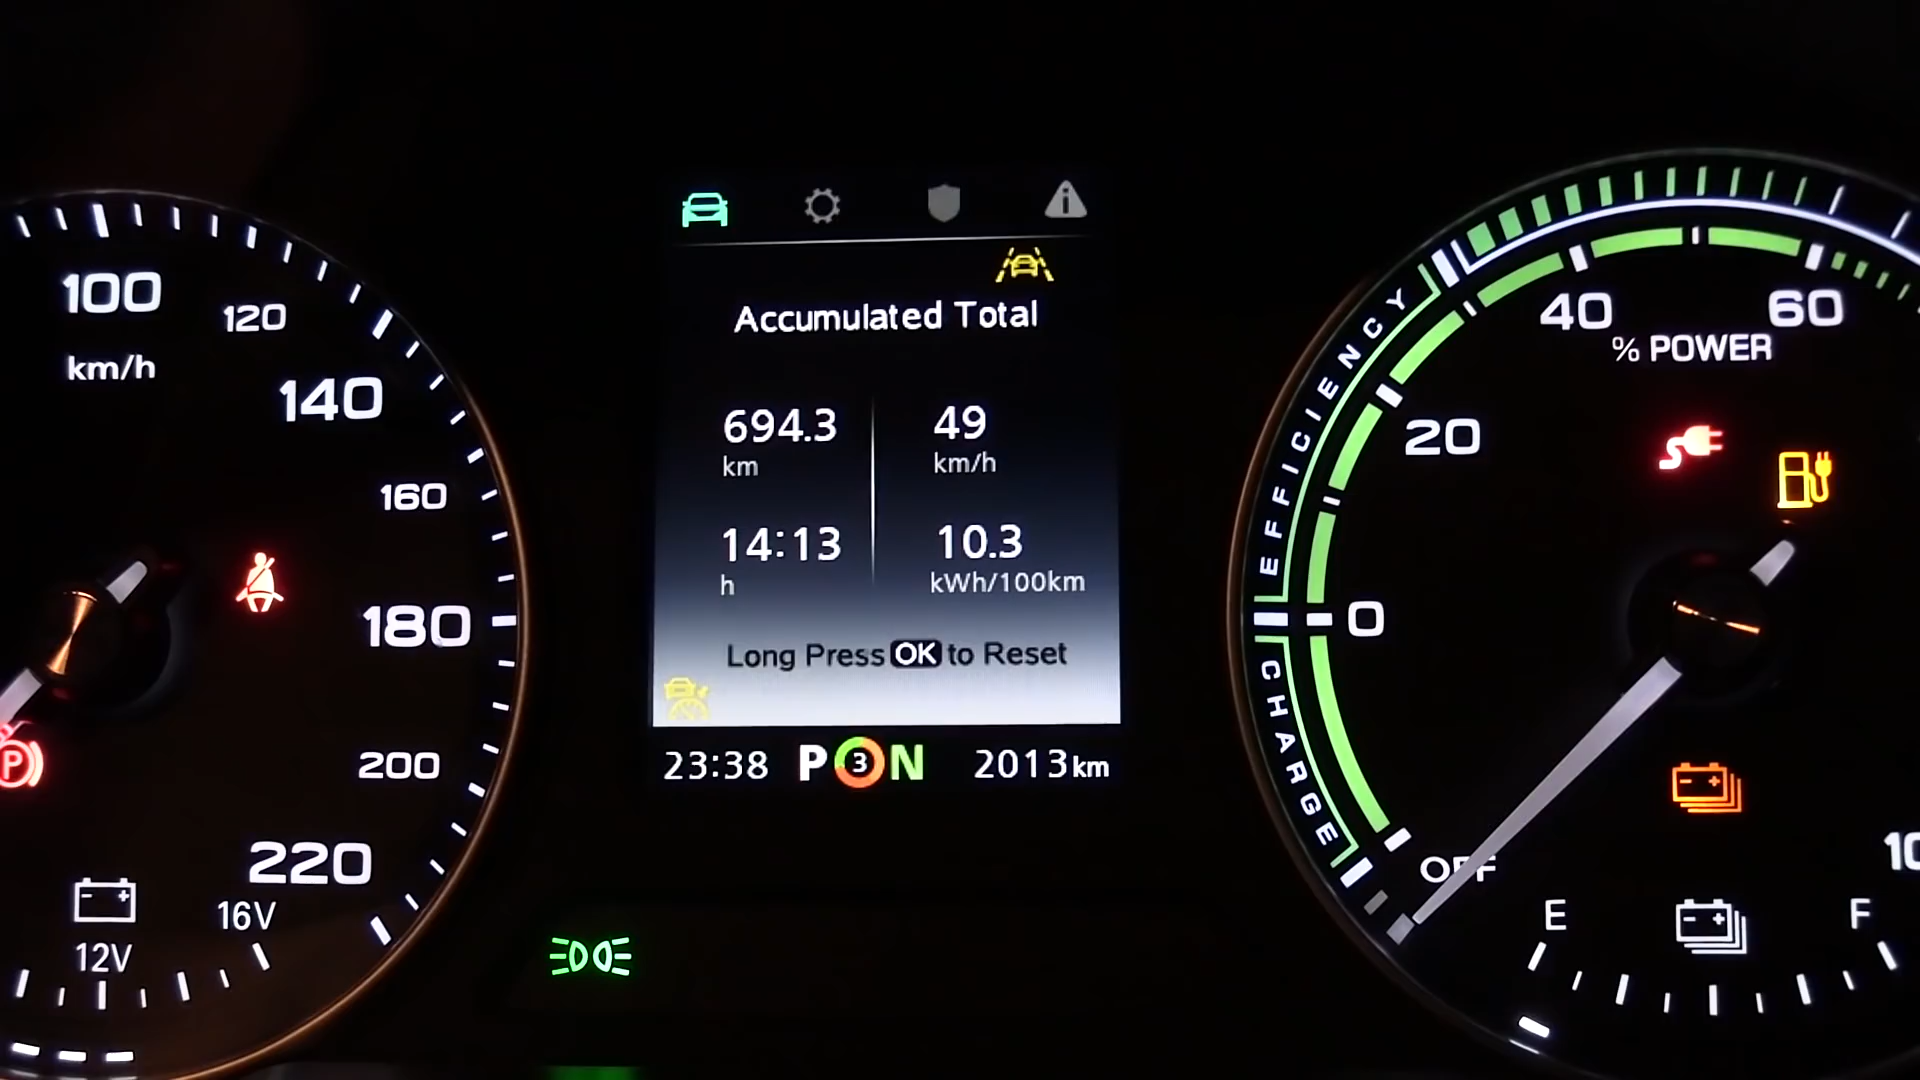 100
120
km/h
140
160
180
200
220
16V
12V
P
Accumulated Total
694.3
km
49
km/h
14:13
h
10.3
kWh/100km
Long Press OK to Reset
23:38 P 3 N 2013km
EFFICIENCY
CHARGE
40
60
% POWER
20
0
OFF
E
F